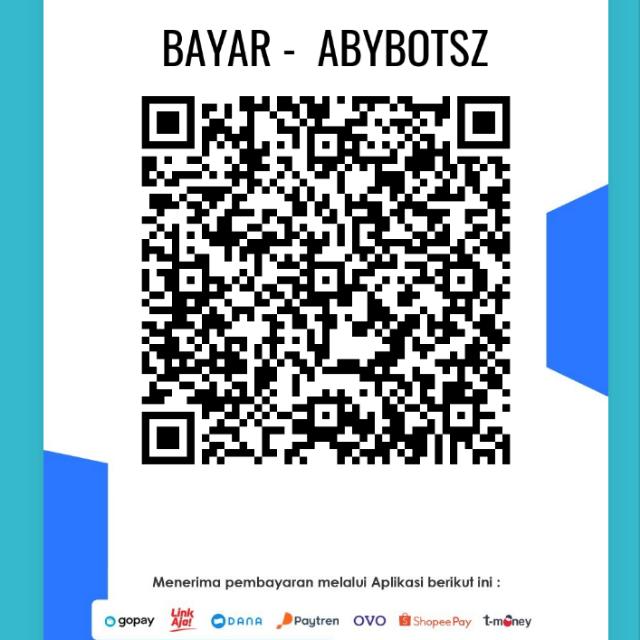 BAYAR - ABYBOTSZ
Menerima pembayaran melalui Aplikasi berikut ini :
gopay LinkAja! DANA Paytren OVO ShopeePay t-money